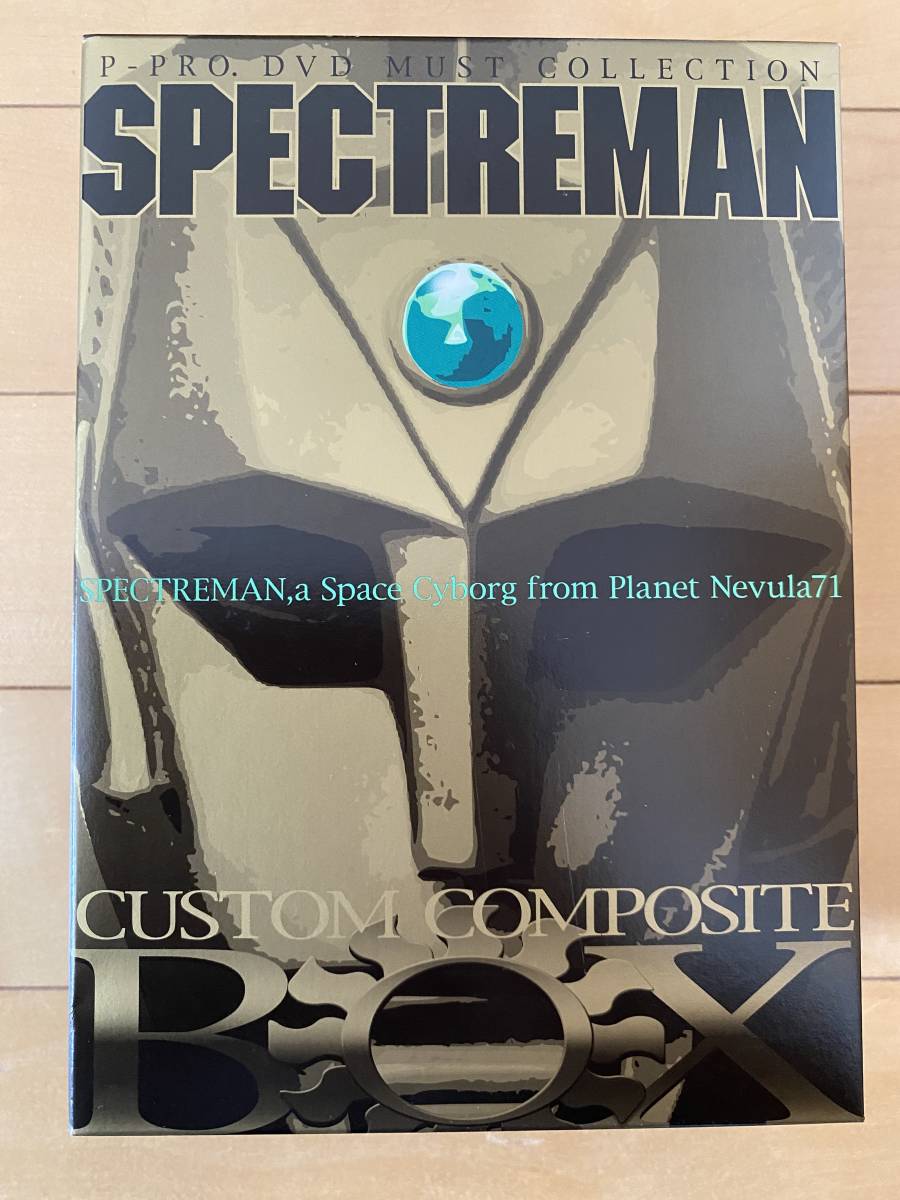 P-PRO. DVD MUST COLLECTION
SPECTREMAN
SPECTREMAN,a Space Cyborg from Planet Nevula71
CUSTOM COMPOSITE
BOX